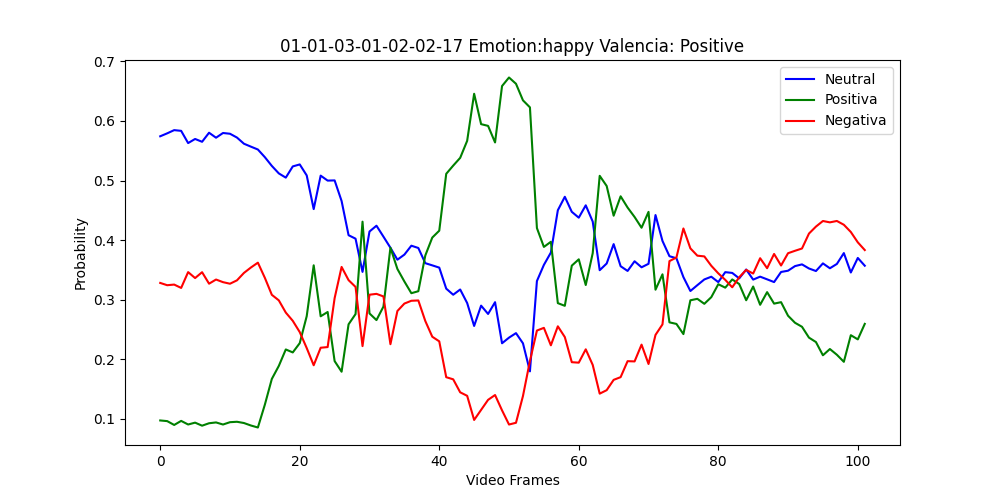 01-01-03-01-02-02-17 Emotion:happy Valencia: Positive
Neutral
Positiva
Negativa
Probability
0.7
0.6
0.5
0.4
0.3
0.2
0.1
0 20 40 60 80 100
Video Frames